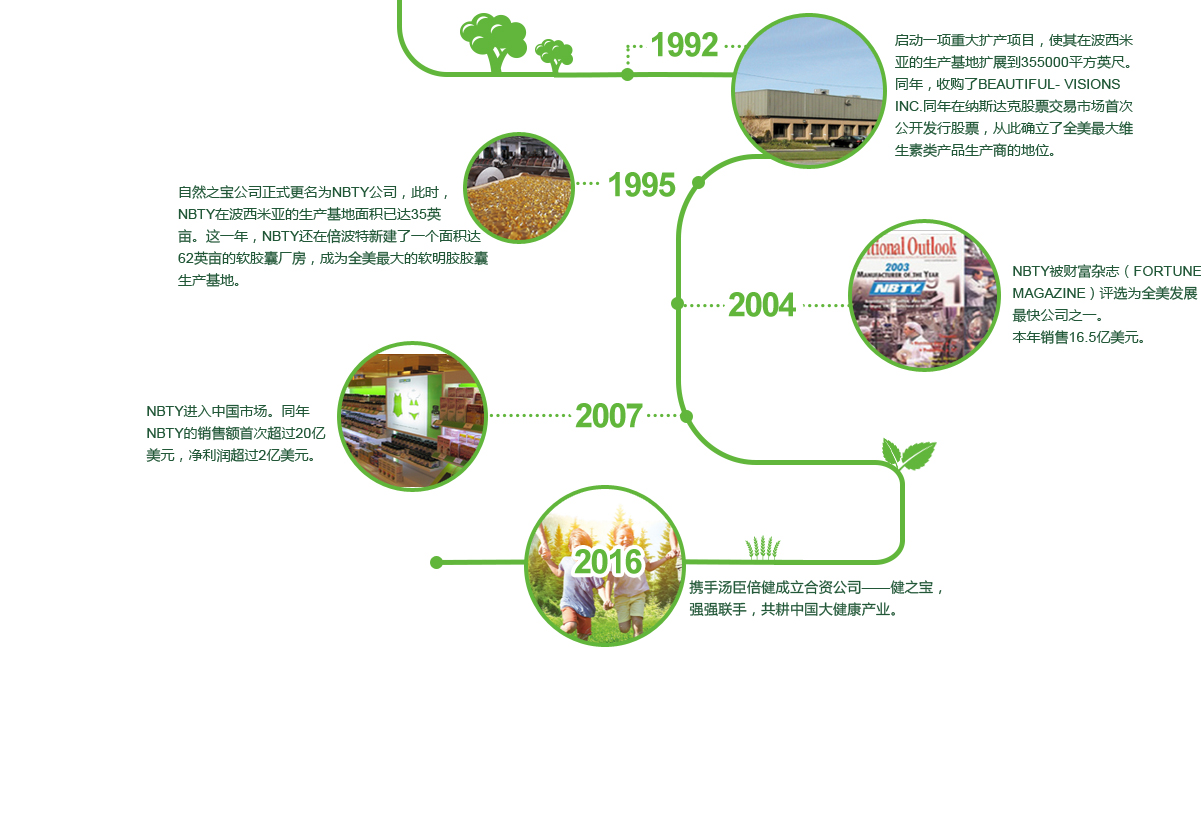 1992
启动一项重大扩产项目，使其在波西米
亚的生产基地扩展到355000平方英尺。
同年，收购了BEAUTIFUL- VISIONS
INC.同年在纳斯达克股票交易市场首次
公开发行股票，从此确立了全美最大维
生素类产品生产商的地位。
1995
自然之宝公司正式更名为NBTY公司，此时，
NBTY在波西米亚的生产基地面积已达35英
亩。这一年，NBTY还在倍波特新建了一个面积达
62英亩的软胶囊厂房，成为全美最大的软明胶胶囊
生产基地。
2004
tional Outlook
2003
MANUFACTURER OF THE YEAR
NBTY
NBTY被财富杂志（FORTUNE
MAGAZINE）评选为全美发展
最快公司之一。
本年销售16.5亿美元。
2007
NBTY进入中国市场。同年
NBTY的销售额首次超过20亿
美元，净利润超过2亿美元。
2016
携手汤臣倍健成立合资公司——健之宝，
强强联手，共耕中国大健康产业。